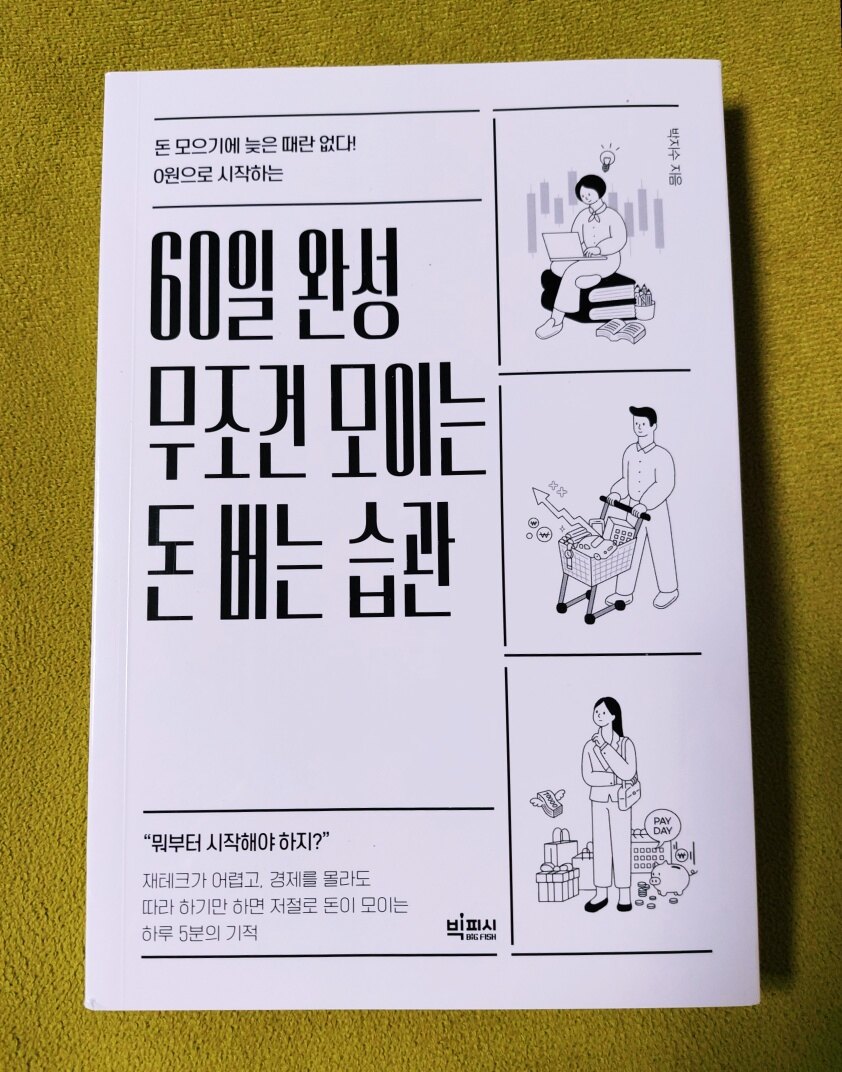 돈 모으기에 늦은 때란 없다!
0원으로 시작하는
60일 완성
무조건 모이는
돈 버는 습관
박지수 지음
PAY
DAY
“뭐부터 시작해야 하지?”
재테크가 어렵고, 경제를 몰라도
따라 하기만 하면 저절로 돈이 모이는
하루 5분의 기적
빅피시
BIG FISH